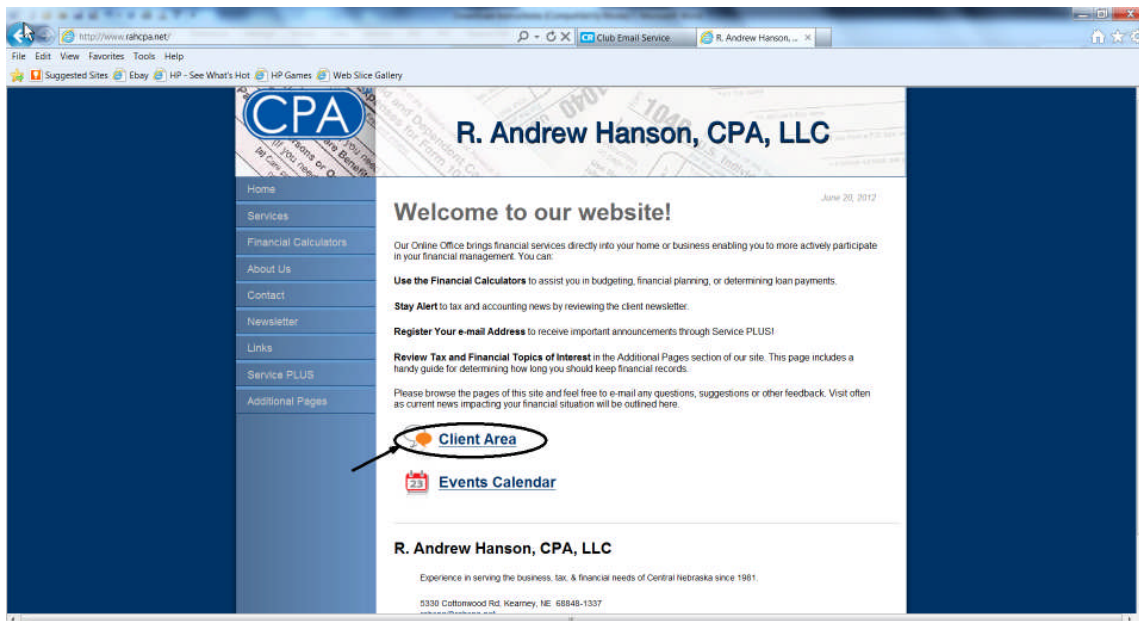 http://www.rahcpa.net/
Club Email Service
R. Andrew Hanson, ...
File Edit View Favorites Tools Help
Suggested Sites Ebay HP - See What's Hot HP Games Web Slice Gallery
CPA
R. Andrew Hanson, CPA, LLC
June 20, 2012
Home
Services
Financial Calculators
About Us
Contact
Newsletter
Links
Service PLUS
Additional Pages
Welcome to our website!
Our Online Office brings financial services directly into your home or business enabling you to more actively participate
in your financial management. You can:
Use the Financial Calculators to assist you in budgeting, financial planning, or determining loan payments.
Stay Alert to tax and accounting news by reviewing the client newsletter.
Register Your e-mail Address to receive important announcements through Service PLUS!
Review Tax and Financial Topics of Interest in the Additional Pages section of our site. This page includes a
handy guide for determining how long you should keep financial records.
Please browse the pages of this site and feel free to e-mail any questions, suggestions or other feedback. Visit often
as current news impacting your financial situation will be outlined here.
Client Area
23
Events Calendar
R. Andrew Hanson, CPA, LLC
Experience in serving the business, tax, & financial needs of Central Nebraska since 1981.
5330 Cottonwood Rd, Kearney, NE 68848-1337